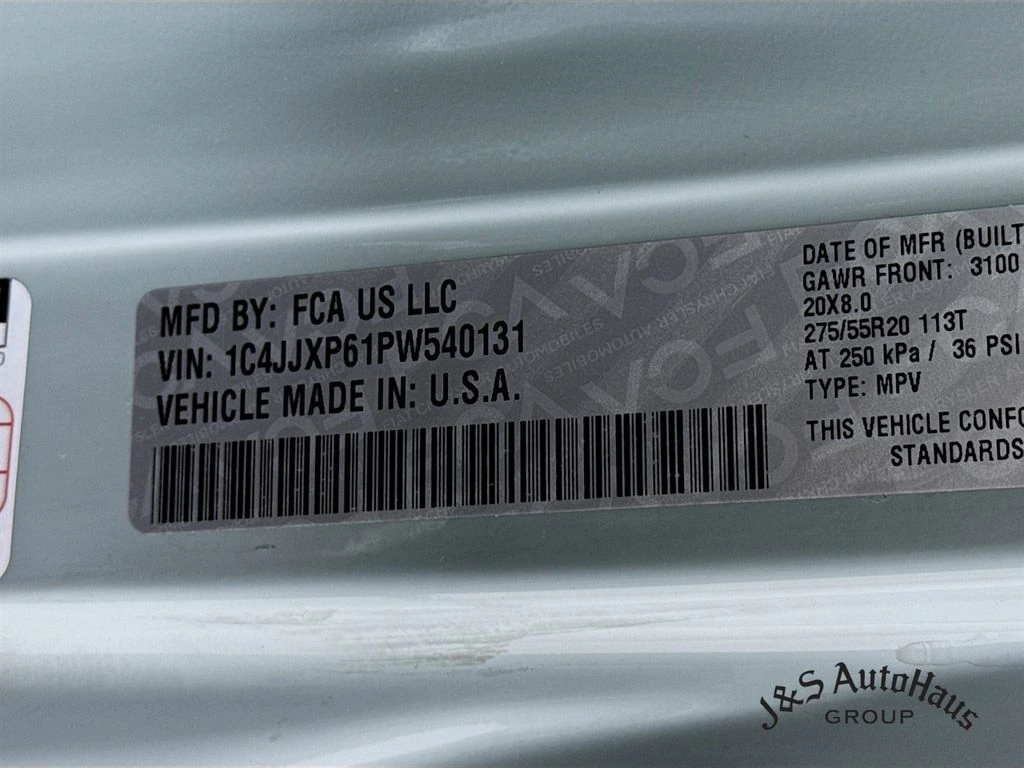 MFD BY: FCA US LLC
VIN: 1C4JJXP61PW540131
VEHICLE MADE IN: U.S.A.
DATE OF MFR (BUILT
GAWR FRONT: 3100
20X8.0
275/55R20 113T
AT 250 kPa / 36 PSI
TYPE: MPV
THIS VEHICLE CONFO
STANDARDS
J&S AutoHaus
GROUP